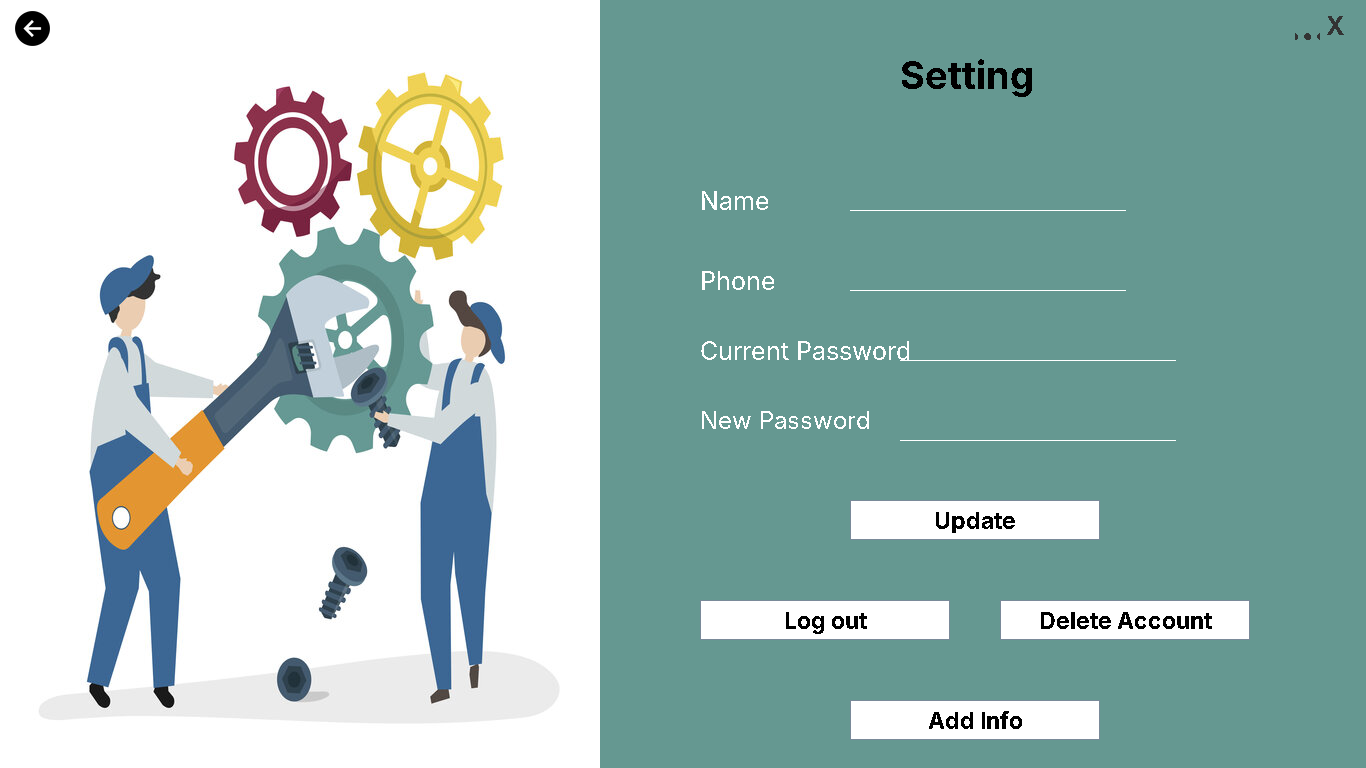 X
Setting
Name
Phone
Current Password
New Password
Update
Log out
Delete Account
Add Info